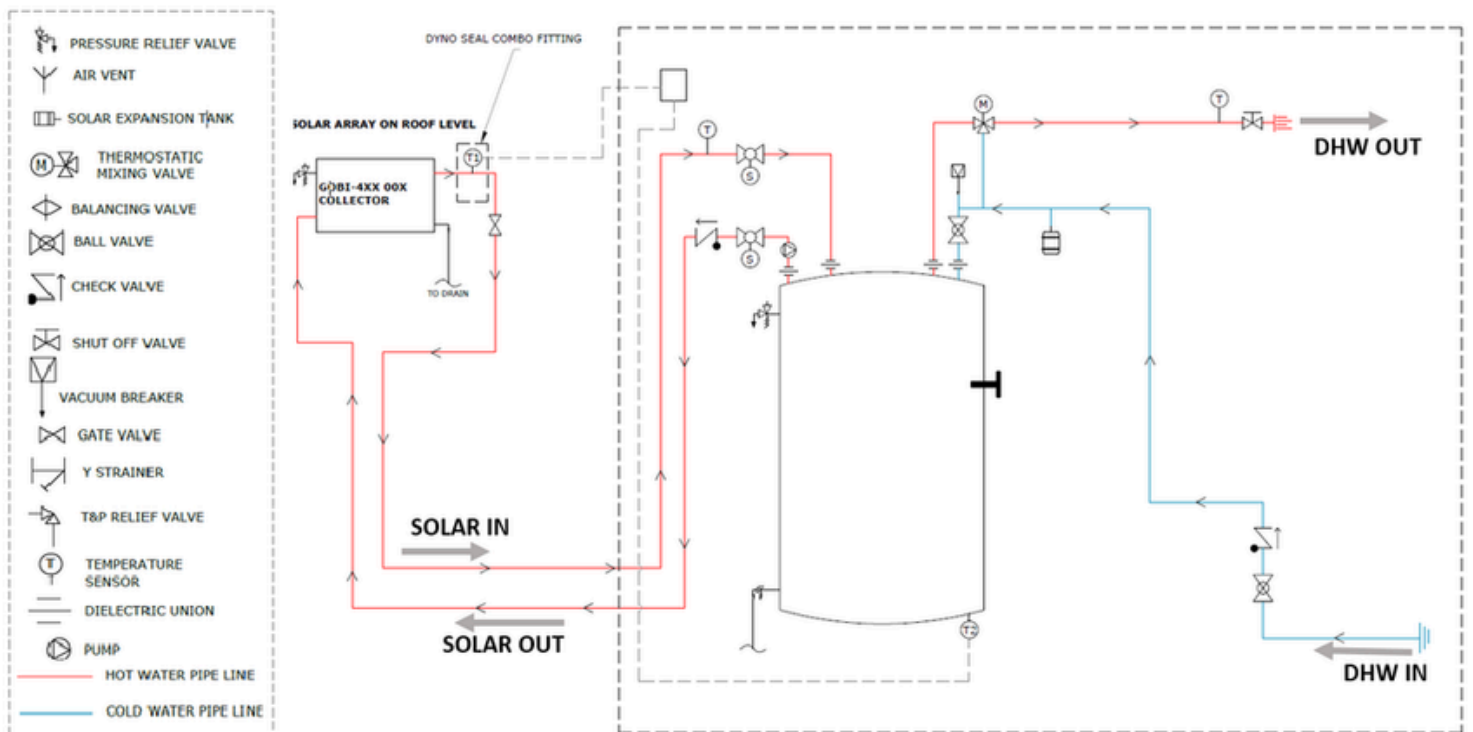 PRESSURE RELIEF VALVE
AIR VENT
SOLAR EXPANSION TANK
M
THERMOSTATIC
MIXING VALVE
BALANCING VALVE
BALL VALVE
CHECK VALVE
SHUT OFF VALVE
VACUUM BREAKER
GATE VALVE
Y STRAINER
T&P RELIEF VALVE
T
TEMPERATURE
SENSOR
DIELECTRIC UNION
PUMP
HOT WATER PIPE LINE
COLD WATER PIPE LINE
DYNO SEAL COMBO FITTING
SOLAR ARRAY ON ROOF LEVEL
T1
GOBI-4XX 00X
COLLECTOR
TO DRAIN
SOLAR IN
SOLAR OUT
T
S
S
M
T
DHW OUT
T2
DHW IN